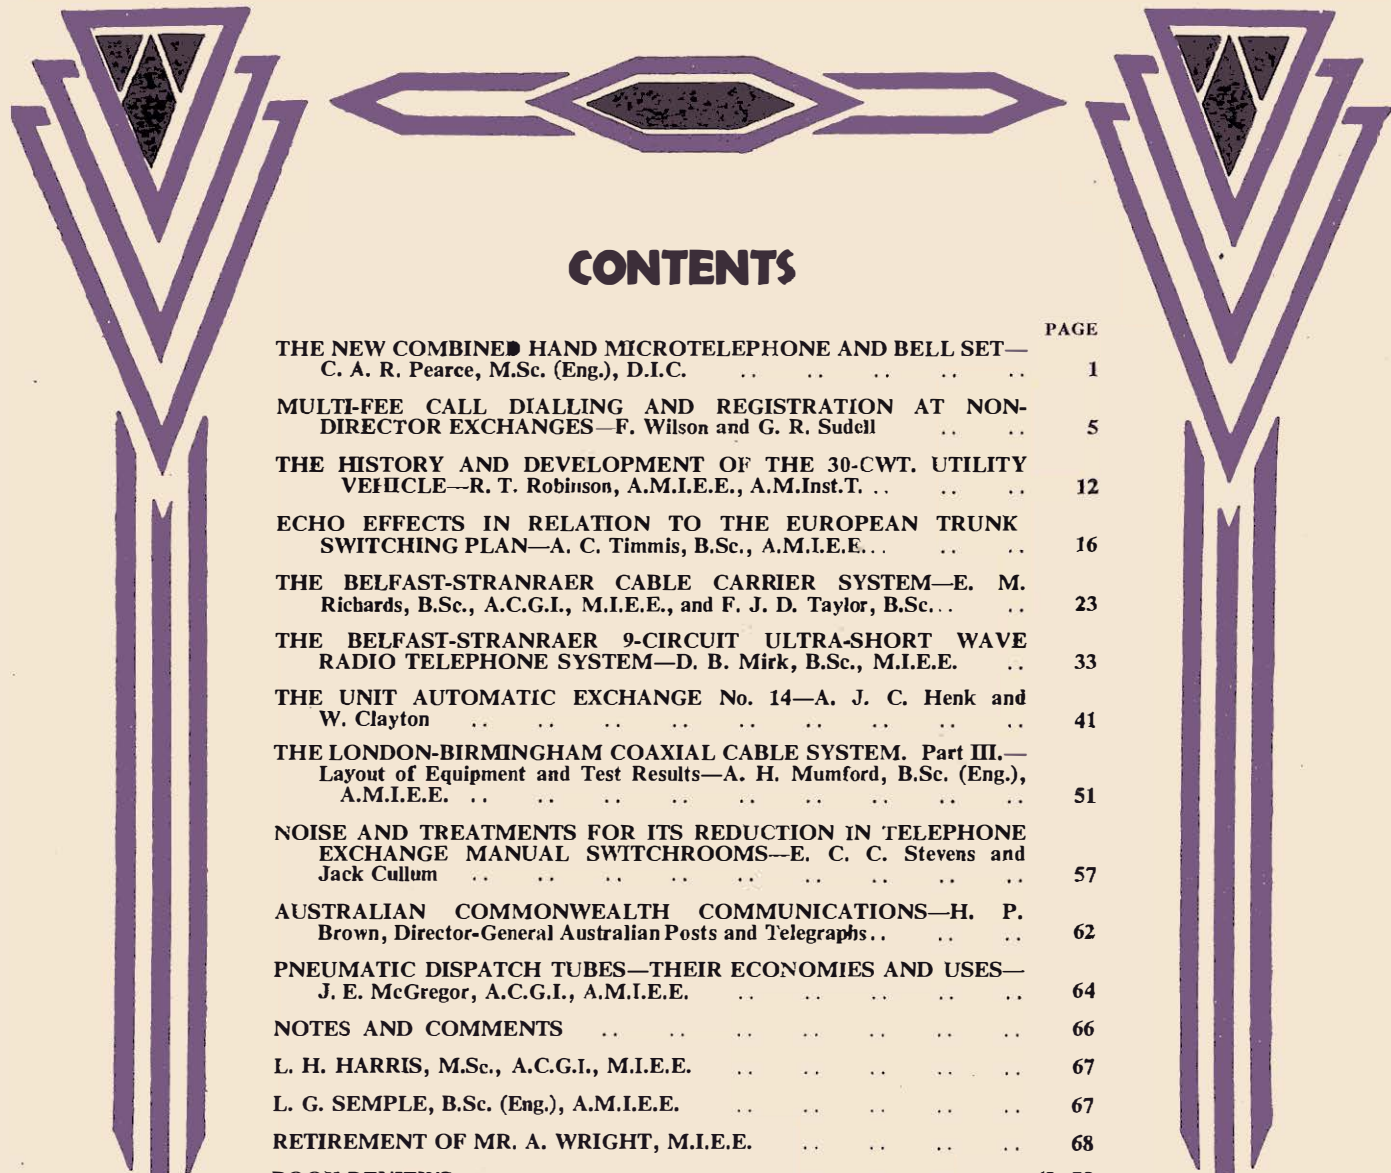 CONTENTS
PAGE
THE NEW COMBINED HAND MICROTELEPHONE AND BELL SET—
C. A. R. Pearce, M.Sc. (Eng.), D.I.C. .. .. .. .. .. 1
MULTI-FEE CALL DIALLING AND REGISTRATION AT NON-
DIRECTOR EXCHANGES—F. Wilson and G. R. Sudell .. .. 5
THE HISTORY AND DEVELOPMENT OF THE 30-CWT. UTILITY
VEHICLE—R. T. Robinson, A.M.I.E.E., A.M.Inst.T. .. .. .. 12
ECHO EFFECTS IN RELATION TO THE EUROPEAN TRUNK
SWITCHING PLAN—A. C. Timmis, B.Sc., A.M.I.E.E... .. .. 16
THE BELFAST-STRANRAER CABLE CARRIER SYSTEM—E. M.
Richards, B.Sc., A.C.G.I., M.I.E.E., and F. J. D. Taylor, B.Sc... .. 23
THE BELFAST-STRANRAER 9-CIRCUIT ULTRA-SHORT WAVE
RADIO TELEPHONE SYSTEM—D. B. Mirk, B.Sc., M.I.E.E. .. 33
THE UNIT AUTOMATIC EXCHANGE No. 14—A. J. C. Henk and
W. Clayton .. .. .. .. .. .. .. .. .. 41
THE LONDON-BIRMINGHAM COAXIAL CABLE SYSTEM. Part III.—
Layout of Equipment and Test Results—A. H. Mumford, B.Sc. (Eng.),
A.M.I.E.E. .. .. .. .. .. .. .. .. .. 51
NOISE AND TREATMENTS FOR ITS REDUCTION IN TELEPHONE
EXCHANGE MANUAL SWITCHROOMS—E. C. C. Stevens and
Jack Cullum .. .. .. .. .. .. .. .. .. 57
AUSTRALIAN COMMONWEALTH COMMUNICATIONS—H. P.
Brown, Director-General Australian Posts and Telegraphs.. .. .. 62
PNEUMATIC DISPATCH TUBES—THEIR ECONOMIES AND USES—
J. E. McGregor, A.C.G.I., A.M.I.E.E. .. .. .. .. .. 64
NOTES AND COMMENTS .. .. .. .. .. .. .. 66
L. H. HARRIS, M.Sc., A.C.G.I., M.I.E.E. .. .. .. .. .. 67
L. G. SEMPLE, B.Sc. (Eng.), A.M.I.E.E. .. .. .. .. .. 67
RETIREMENT OF MR. A. WRIGHT, M.I.E.E. .. .. .. .. 68